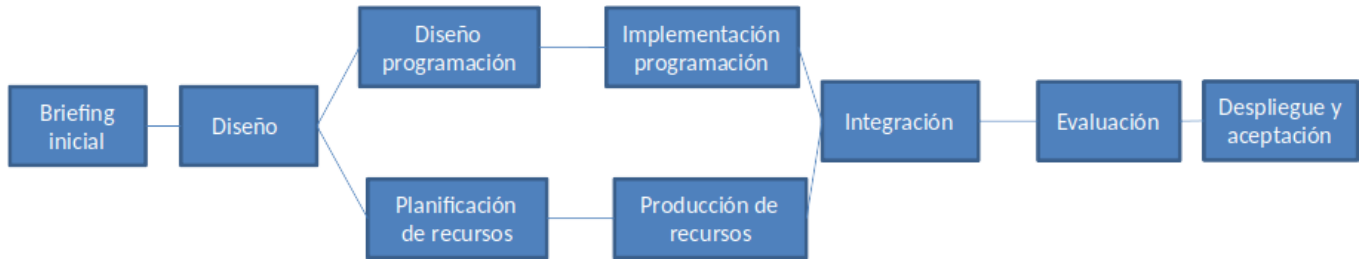 Briefing
inicial
Diseño
Diseño
programación
Implementación
programación
Planificación
de recursos
Producción de
recursos
Integración
Evaluación
Despliegue y
aceptación